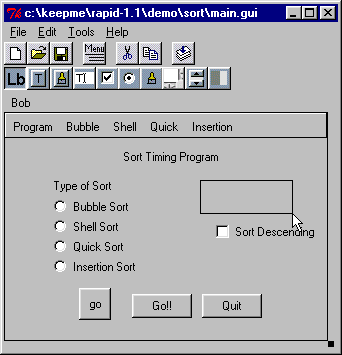 c:\keepme\rapid-1.1\demo\sort\main.gui
File Edit Tools Help
Menu
Lb T T
Bob
Program Bubble Shell Quick Insertion
Sort Timing Program
Type of Sort
Bubble Sort
Shell Sort
Sort Descending
Quick Sort
Insertion Sort
go Go!! Quit